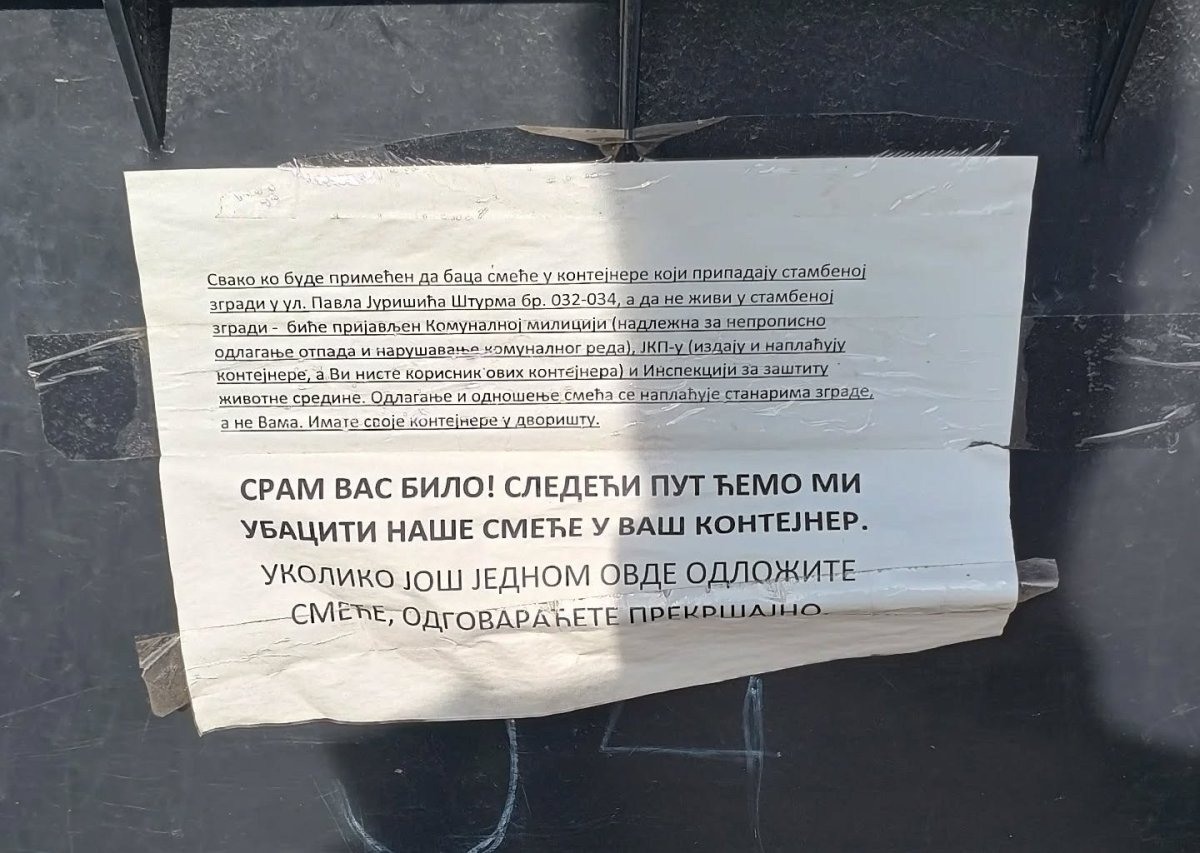 Свако ко буде примећен да баца смеће у контејнере који припадају стамбеној
згради у ул. Павла Јуришића Штурма бр. 032-034, а да не живи у стамбеној
згради - биће пријављен Комуналној милицији (надлежна за непрописно
одлагање отпада и нарушавање комуналног реда), ЈКП-у (издају и наплаћују
контејнере, а Ви нисте корисник ових контејнера) и Инспекцији за заштиту
животне средине. Одлагање и одношење смећа се наплаћује станарима зграде,
а не Вама. Имате своје контејнере у дворишту.
СРАМ ВАС БИЛО! СЛЕДЕЋИ ПУТ ЋЕМО МИ
УБАЦИТИ НАШЕ СМЕЋЕ У ВАШ КОНТЕЈНЕР.
УКОЛИКО ЈОШ ЈЕДНОМ ОВДЕ ОДЛОЖИТЕ
СМЕЋЕ, ОДГОВАРАЋЕТЕ ПРЕКРШАЈНО.